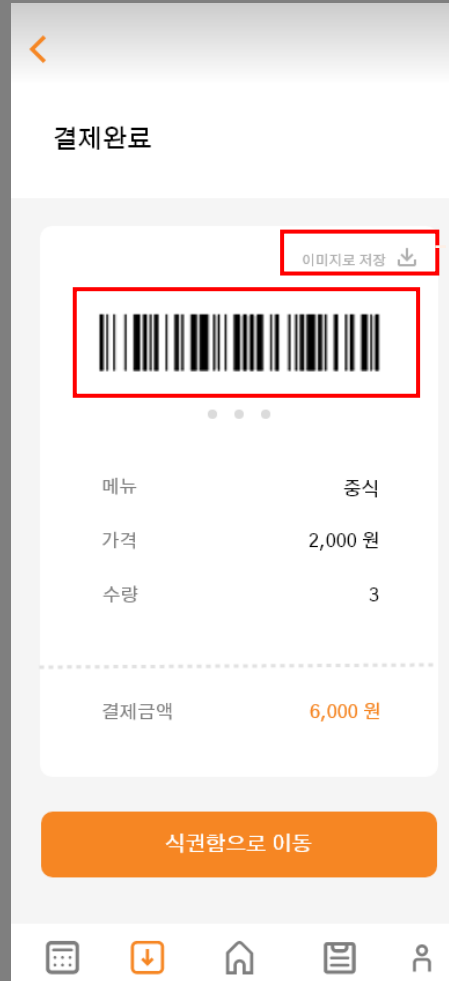 결제완료
이미지로 저장
메뉴 중식
가격 2,000 원
수량 3
결제금액 6,000 원
식권함으로 이동